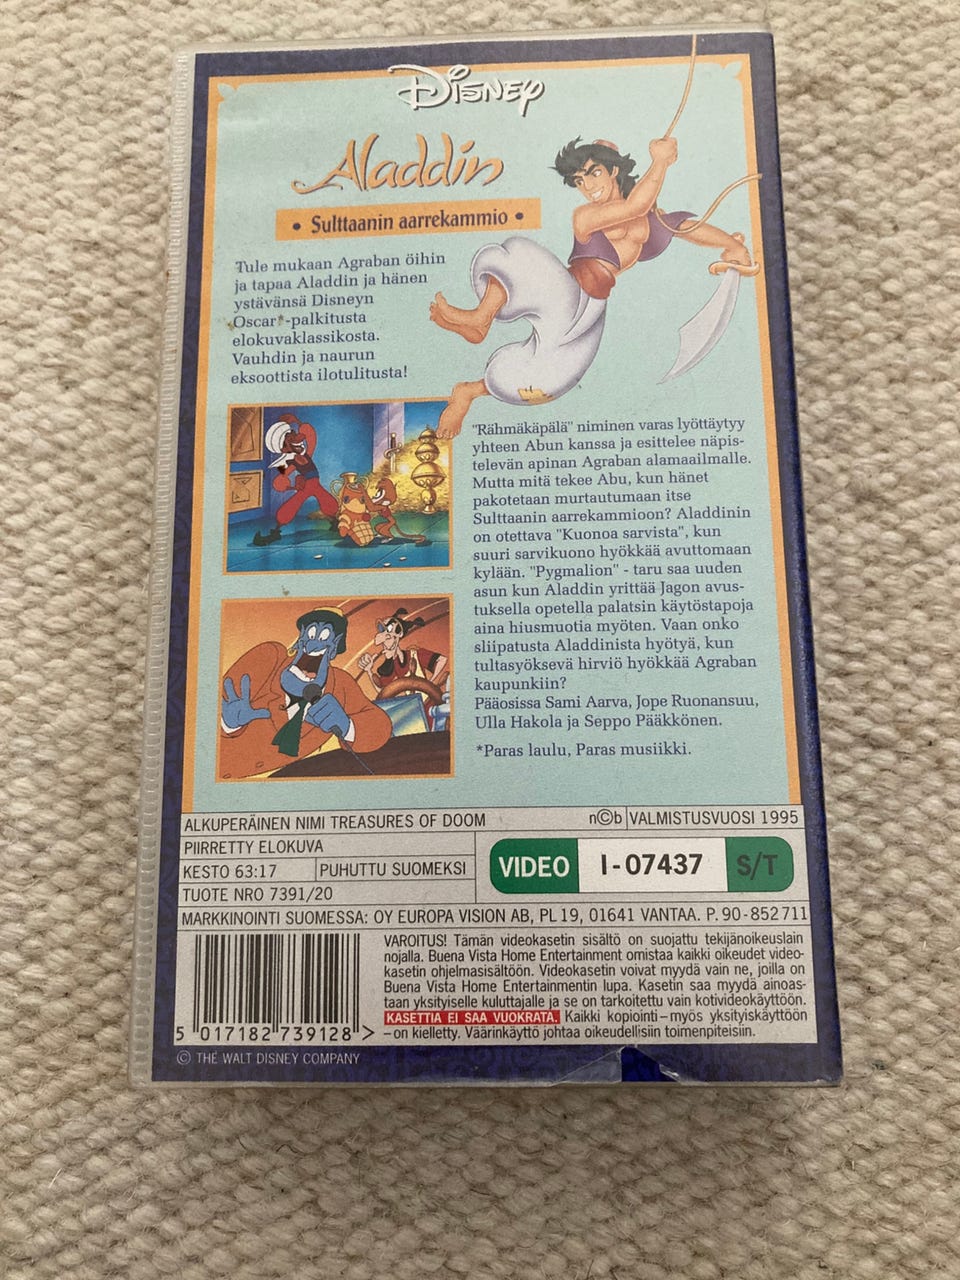 Disney
Aladdin
• Sulttaanin aarrekammio •
Tule mukaan Agraban öihin
ja tapaa Aladdin ja hänen
ystävänsä Disneyn
Oscar*-palkitusta
elokuvaklassikosta.
Vauhdin ja naurun
eksoottista ilotulitusta!
"Rähmäkäpälä" niminen varas lyöttäytyy
yhteen Abun kanssa ja esittelee näpis-
televän apinan Agraban alamaailmalle.
Mutta mitä tekee Abu, kun hänet
pakotetaan murtautumaan itse
Sulttaanin aarrekammioon? Aladdinin
on otettava "Kuonoa sarvista", kun
suuri sarvikuono hyökkää avuttomaan
kylään. "Pygmalion" - taru saa uuden
asun kun Aladdin yrittää Jagon avus-
tuksella opetella palatsin käytöstapoja
aina hiusmuotia myöten. Vaan onko
sliipatusta Aladdinista hyötyä, kun
tultasyöksevä hirviö hyökkää Agraban
kaupunkiin?
Pääosissa Sami Aarva, Jope Ruonansuu,
Ulla Hakola ja Seppo Pääkkönen.
*Paras laulu, Paras musiikki.
ALKUPERÄINEN NIMI TREASURES OF DOOM
n©b VALMISTUSVUOSI 1995
PIIRRETTY ELOKUVA
KESTO 63:17 PUHUTTU SUOMEKSI
TUOTE NRO 7391/20
VIDEO I-07437 S/T
MARKKINOINTI SUOMESSA: OY EUROPA VISION AB, PL 19, 01641 VANTAA. P. 90-852711
VAROITUS! Tämän videokasetin sisältö on suojattu tekijänoikeuslain
nojalla. Buena Vista Home Entertainment omistaa kaikki oikeudet video-
kasetin ohjelmasisältöön. Videokasetin voivat myydä vain ne, joilla on
Buena Vista Home Entertainmentin lupa. Kasetin saa myydä ainoas-
taan yksityiselle kuluttajalle ja se on tarkoitettu vain kotivideokäyttöön.
KASETTIA EI SAA VUOKRATA. Kaikki kopiointi – myös yksityiskäyttöön
– on kielletty. Väärinkäyttö johtaa oikeudellisiin toimenpiteisiin.
5 017182 739128 >
© THE WALT DISNEY COMPANY